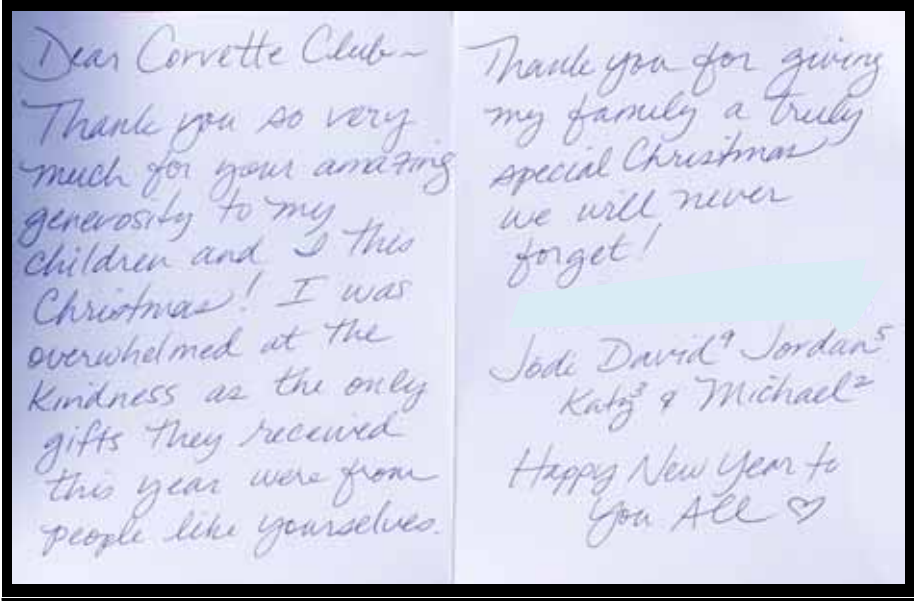 Dear Corvette Club~
Thank you so very
much for your amazing
generosity to my
children and I this
Christmas! I was
overwhelmed at the
kindness as the only
gifts they received
this year were from
people like yourselves.
Thank you for giving
my family a truly
special Christmas
we will never
forget!
Jodi David⁹ Jordan⁵
Katy³ & Michael²
Happy New Year to
You All ♡